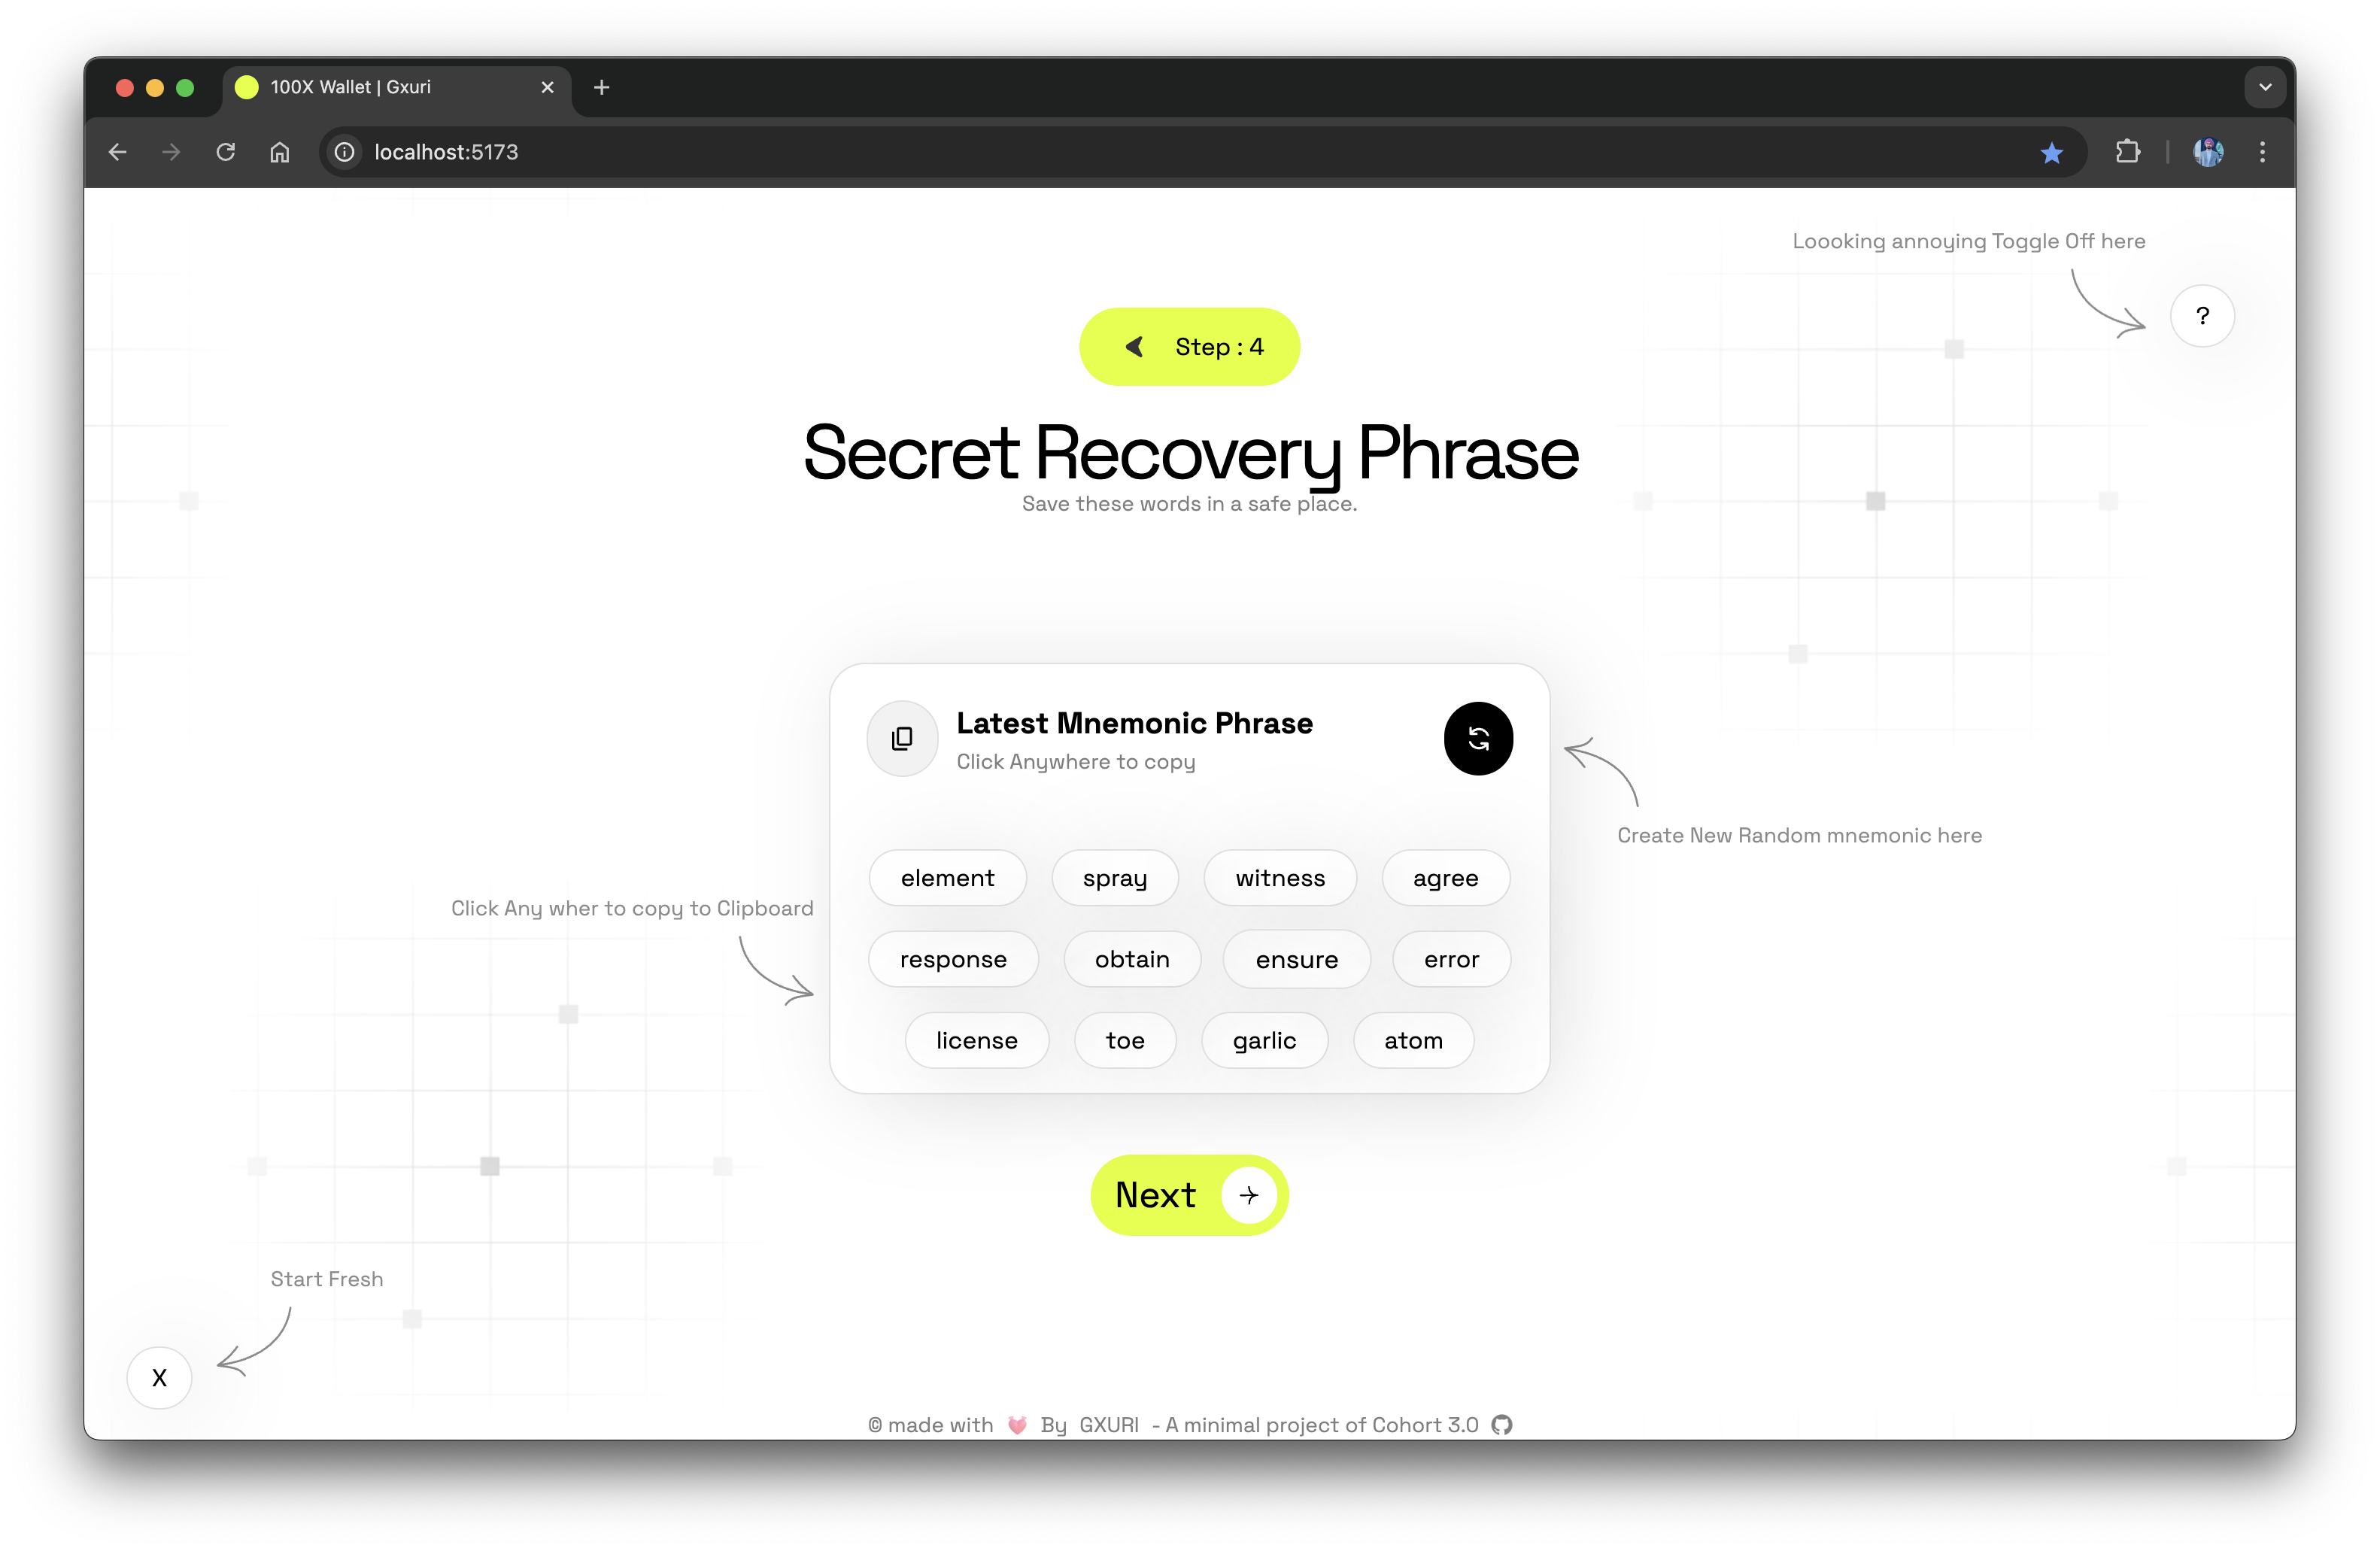 100X Wallet | Gxuri
localhost:5173
Loooking annoying Toggle Off here
?
Step : 4
Secret Recovery Phrase
Save these words in a safe place.
Latest Mnemonic Phrase
Click Anywhere to copy
Create New Random mnemonic here
element spray witness agree
Click Any wher to copy to Clipboard
response obtain ensure error
license toe garlic atom
Next
Start Fresh
X
© made with 💗 By GXURI - A minimal project of Cohort 3.0